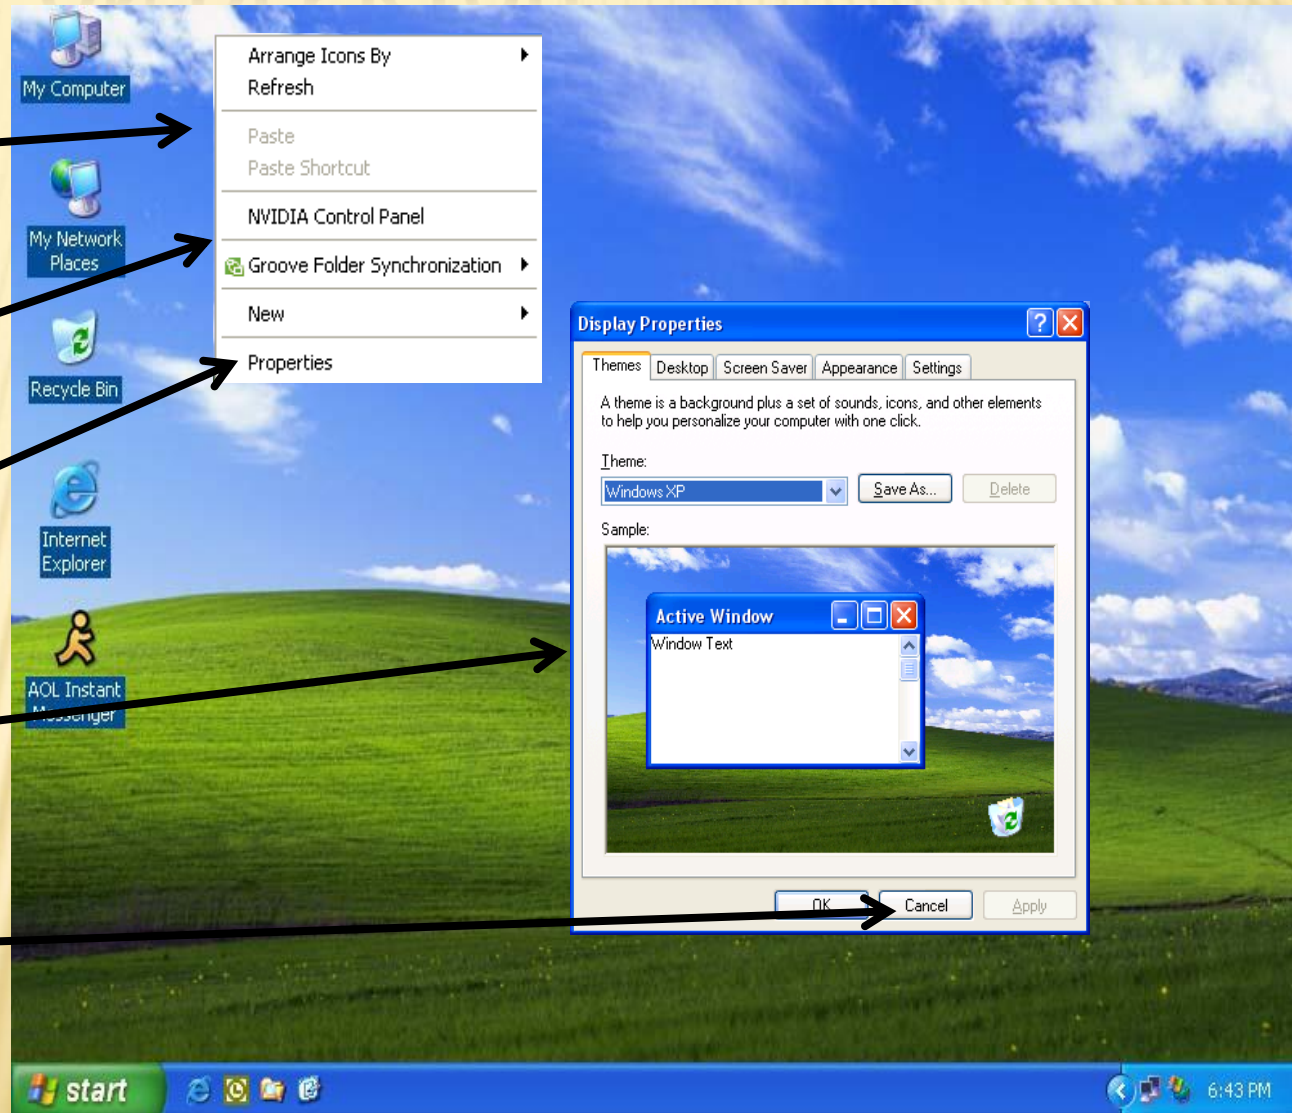 My Computer
My Network
Places
Recycle Bin
Internet
Explorer
AOL Instant
Messenger
Arrange Icons By
Refresh
Paste
Paste Shortcut
NVIDIA Control Panel
Groove Folder Synchronization
New
Properties
Display Properties
Themes Desktop Screen Saver Appearance Settings
A theme is a background plus a set of sounds, icons, and other elements
to help you personalize your computer with one click.
Theme:
Windows XP Save As... Delete
Sample:
Active Window
Window Text
OK Cancel Apply
start 6:43 PM